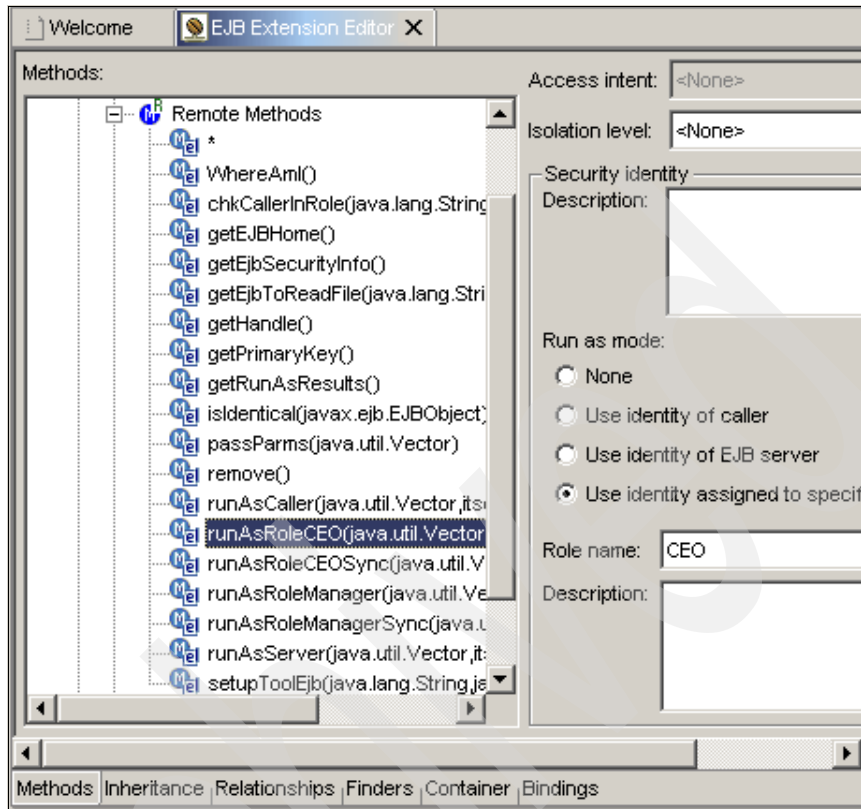 Welcome
EJB Extension Editor
Methods:
Remote Methods
*
WhereAmI()
chkCallerInRole(java.lang.String
getEJBHome()
getEjbSecurityInfo()
getEjbToReadFile(java.lang.Stri
getHandle()
getPrimaryKey()
getRunAsResults()
isIdentical(javax.ejb.EJBObject)
passParms(java.util.Vector)
remove()
runAsCaller(java.util.Vector,its
runAsRoleCEO(java.util.Vector
runAsRoleCEOSync(java.util.V
runAsRoleManager(java.util.Ve
runAsRoleManagerSync(java.u
runAsServer(java.util.Vector,it
setupToolEjb(java.lang.String,ja
Access intent: <None>
Isolation level: <None>
Security identity
Description:
Run as mode:
None
Use identity of caller
Use identity of EJB server
Use identity assigned to specif
Role name: CEO
Description:
Methods Inheritance Relationships Finders Container Bindings